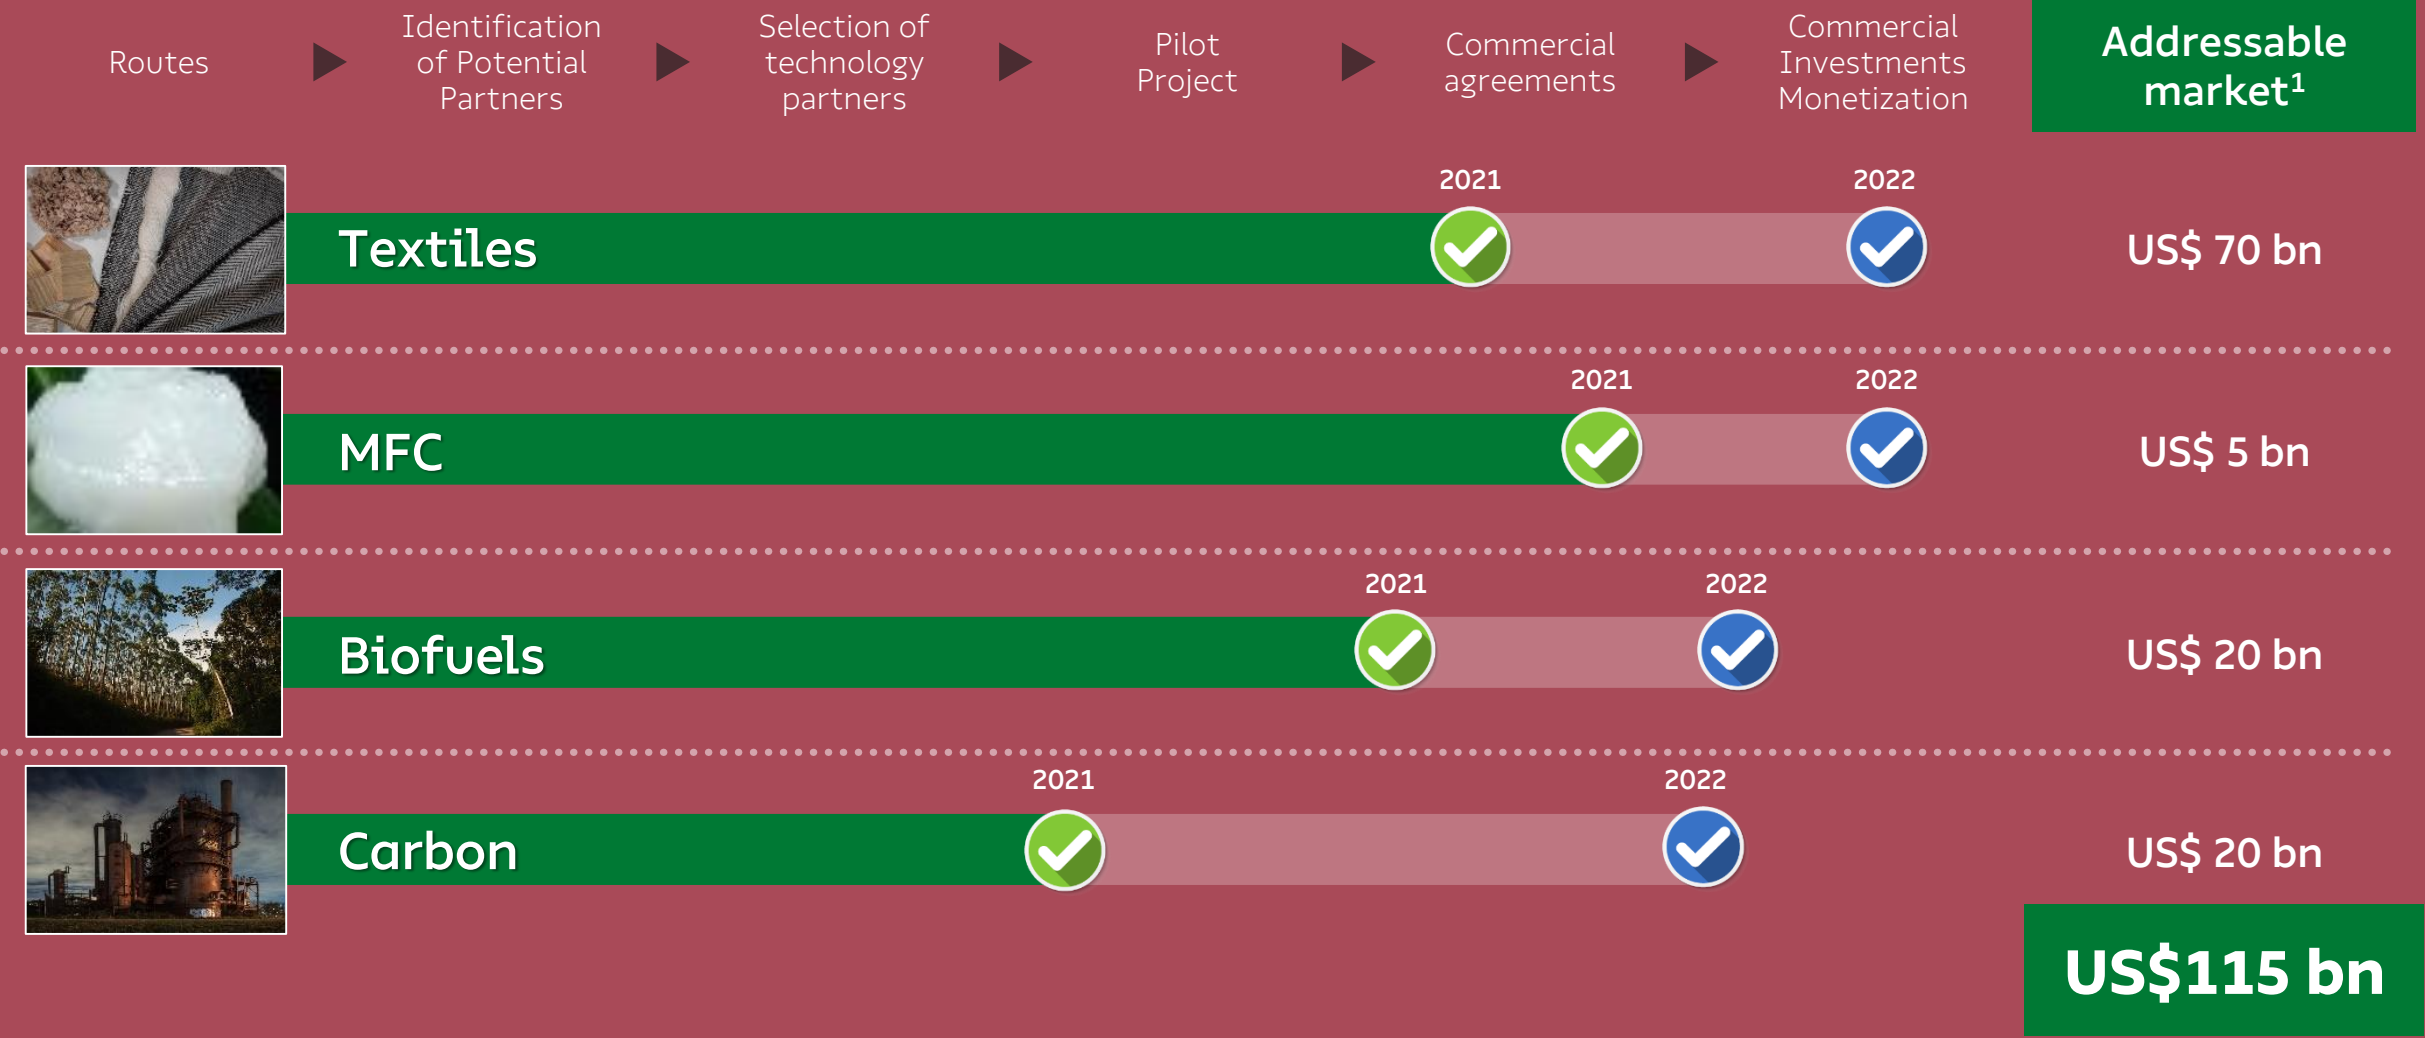 Routes
Identification
of Potential
Partners
Selection of
technology
partners
Pilot
Project
Commercial
agreements
Commercial
Investments
Monetization
Addressable
market¹
2021
2022
Textiles
US$ 70 bn
2021
2022
MFC
US$ 5 bn
2021
2022
Biofuels
US$ 20 bn
2021
2022
Carbon
US$ 20 bn
US$115 bn